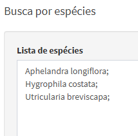 Busca por espécies
Lista de espécies
Aphelandra longiflora;
Hygrophila costata;
Utricularia breviscapa;